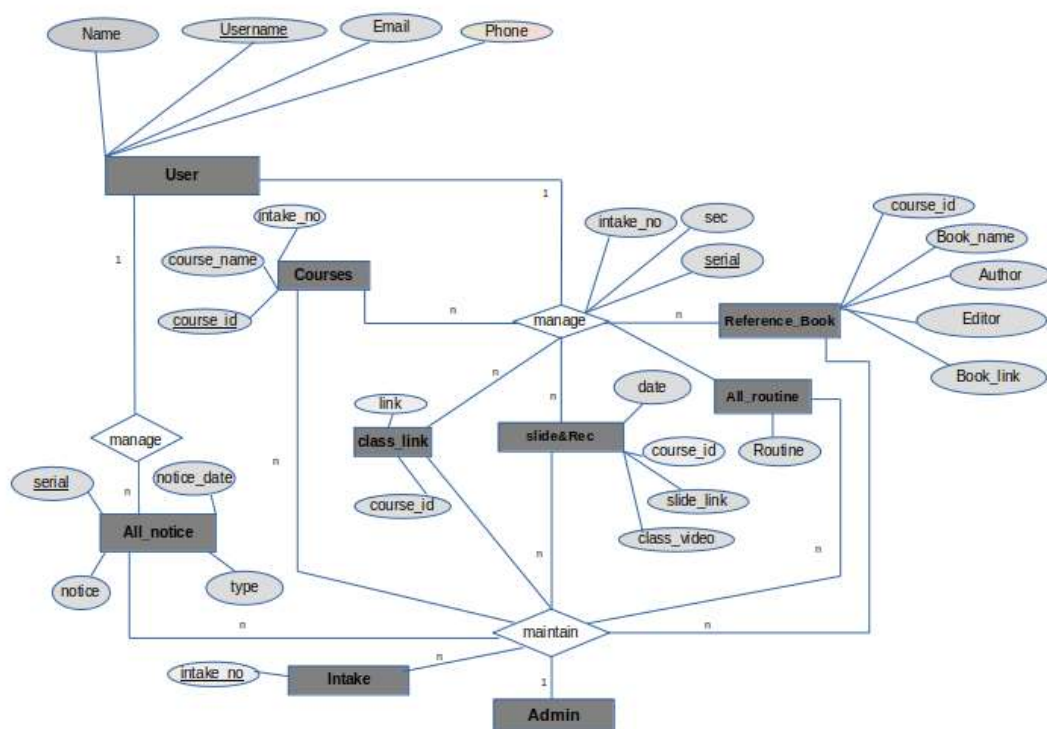 Name
Username
Email
Phone
User
1
1
intake_no
course_name
Courses
course_id
intake_no
sec
serial
course_id
Book_name
Author
Editor
Book_link
n
manage
n
Reference_Book
n
n
date
All_routine
link
class_link
slide&Rec
course_id
Routine
manage
n
course_id
slide_link
class_video
serial
notice_date
n
All_notice
notice
type
n
n
n
maintain
n
n
intake_no
Intake
1
Admin